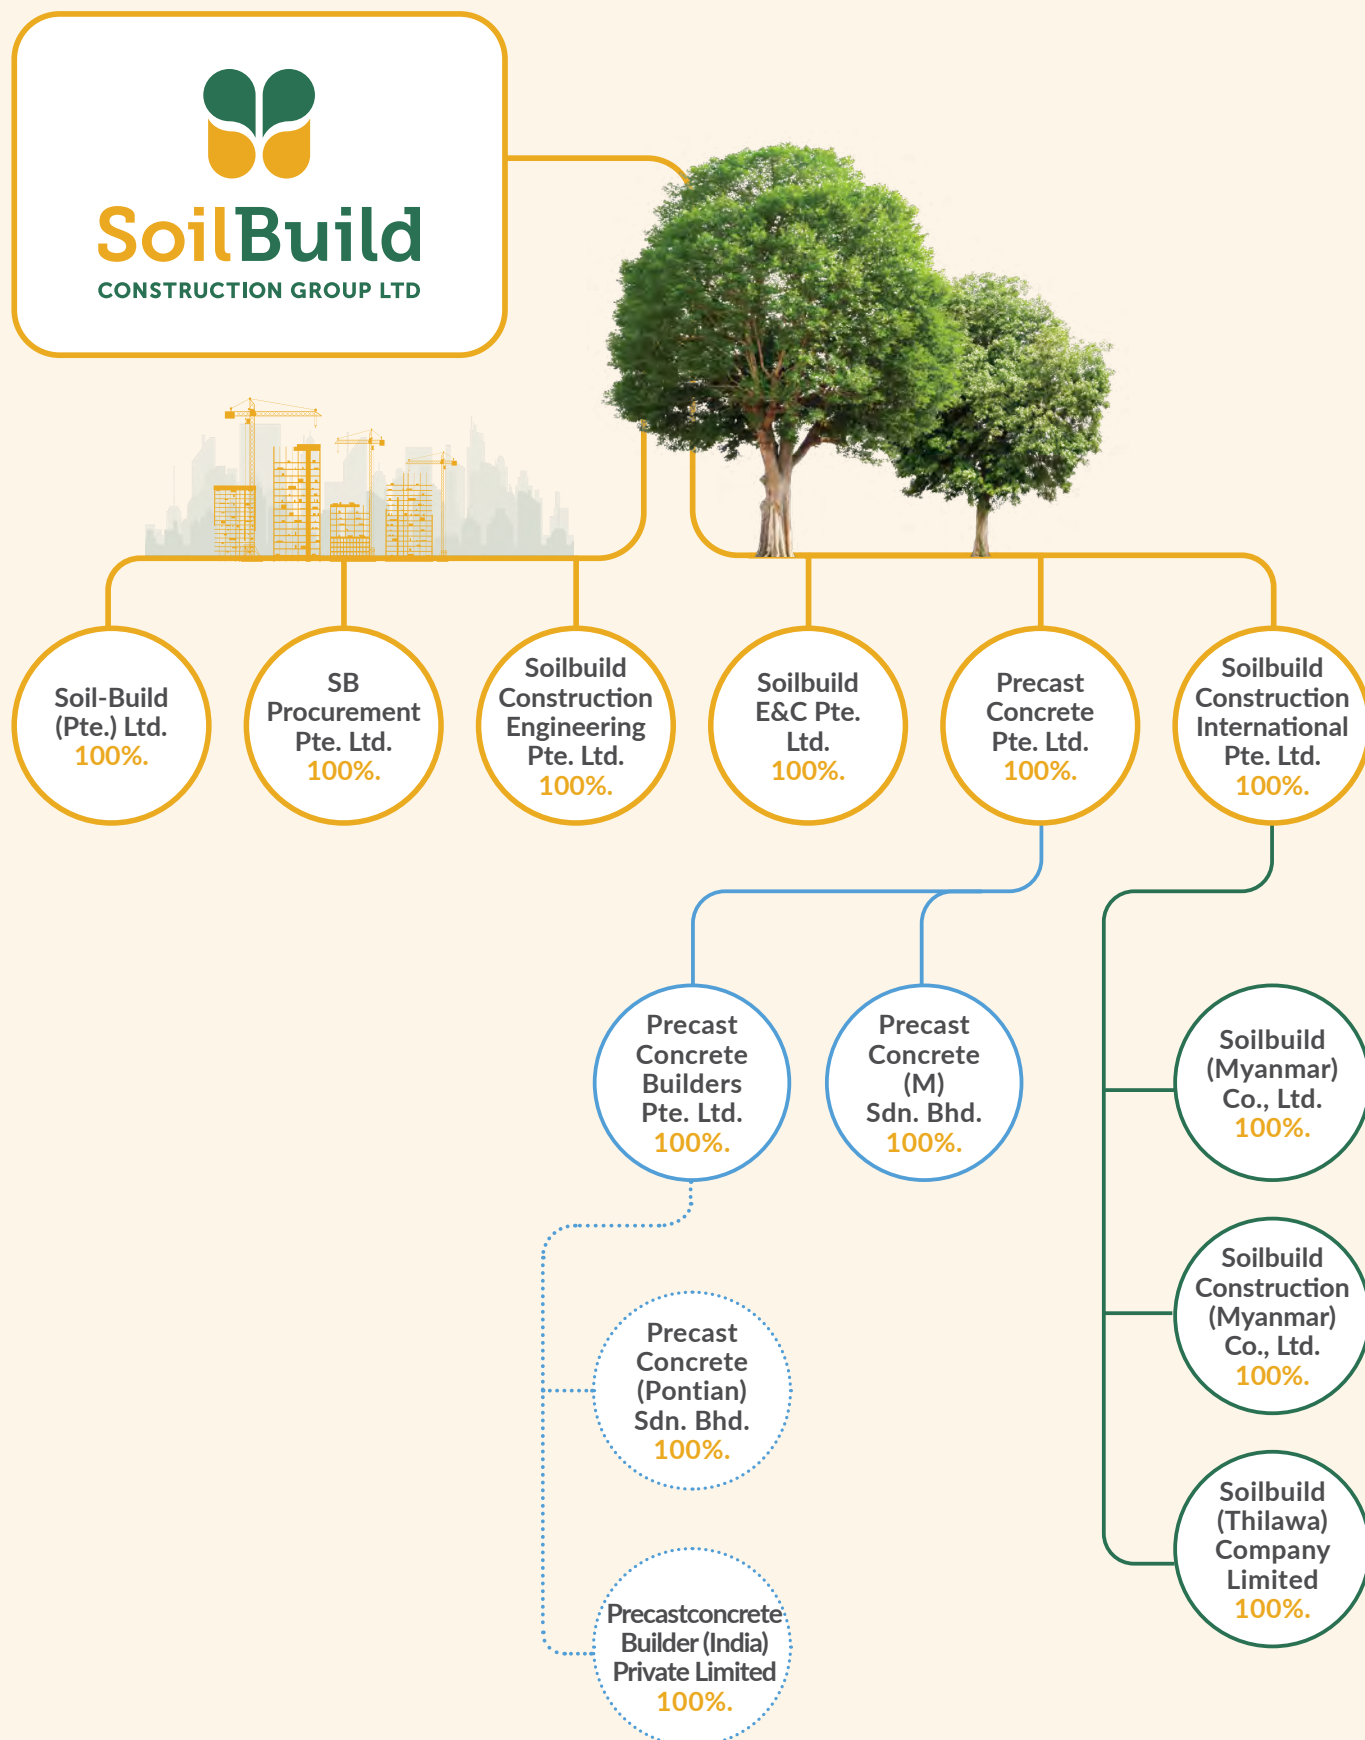 SoilBuild
CONSTRUCTION GROUP LTD
Soil-Build
(Pte.) Ltd.
100%.
SB
Procurement
Pte. Ltd.
100%.
Soilbuild
Construction
Engineering
Pte. Ltd.
100%.
Soilbuild
E&C Pte.
Ltd.
100%.
Precast
Concrete
Pte. Ltd.
100%.
Soilbuild
Construction
International
Pte. Ltd.
100%.
Precast
Concrete
Builders
Pte. Ltd.
100%.
Precast
Concrete
(M)
Sdn. Bhd.
100%.
Soilbuild
(Myanmar)
Co., Ltd.
100%.
Soilbuild
Construction
(Myanmar)
Co., Ltd.
100%.
Precast
Concrete
(Pontian)
Sdn. Bhd.
100%.
Soilbuild
(Thilawa)
Company
Limited
100%.
Precastconcrete
Builder (India)
Private Limited
100%.